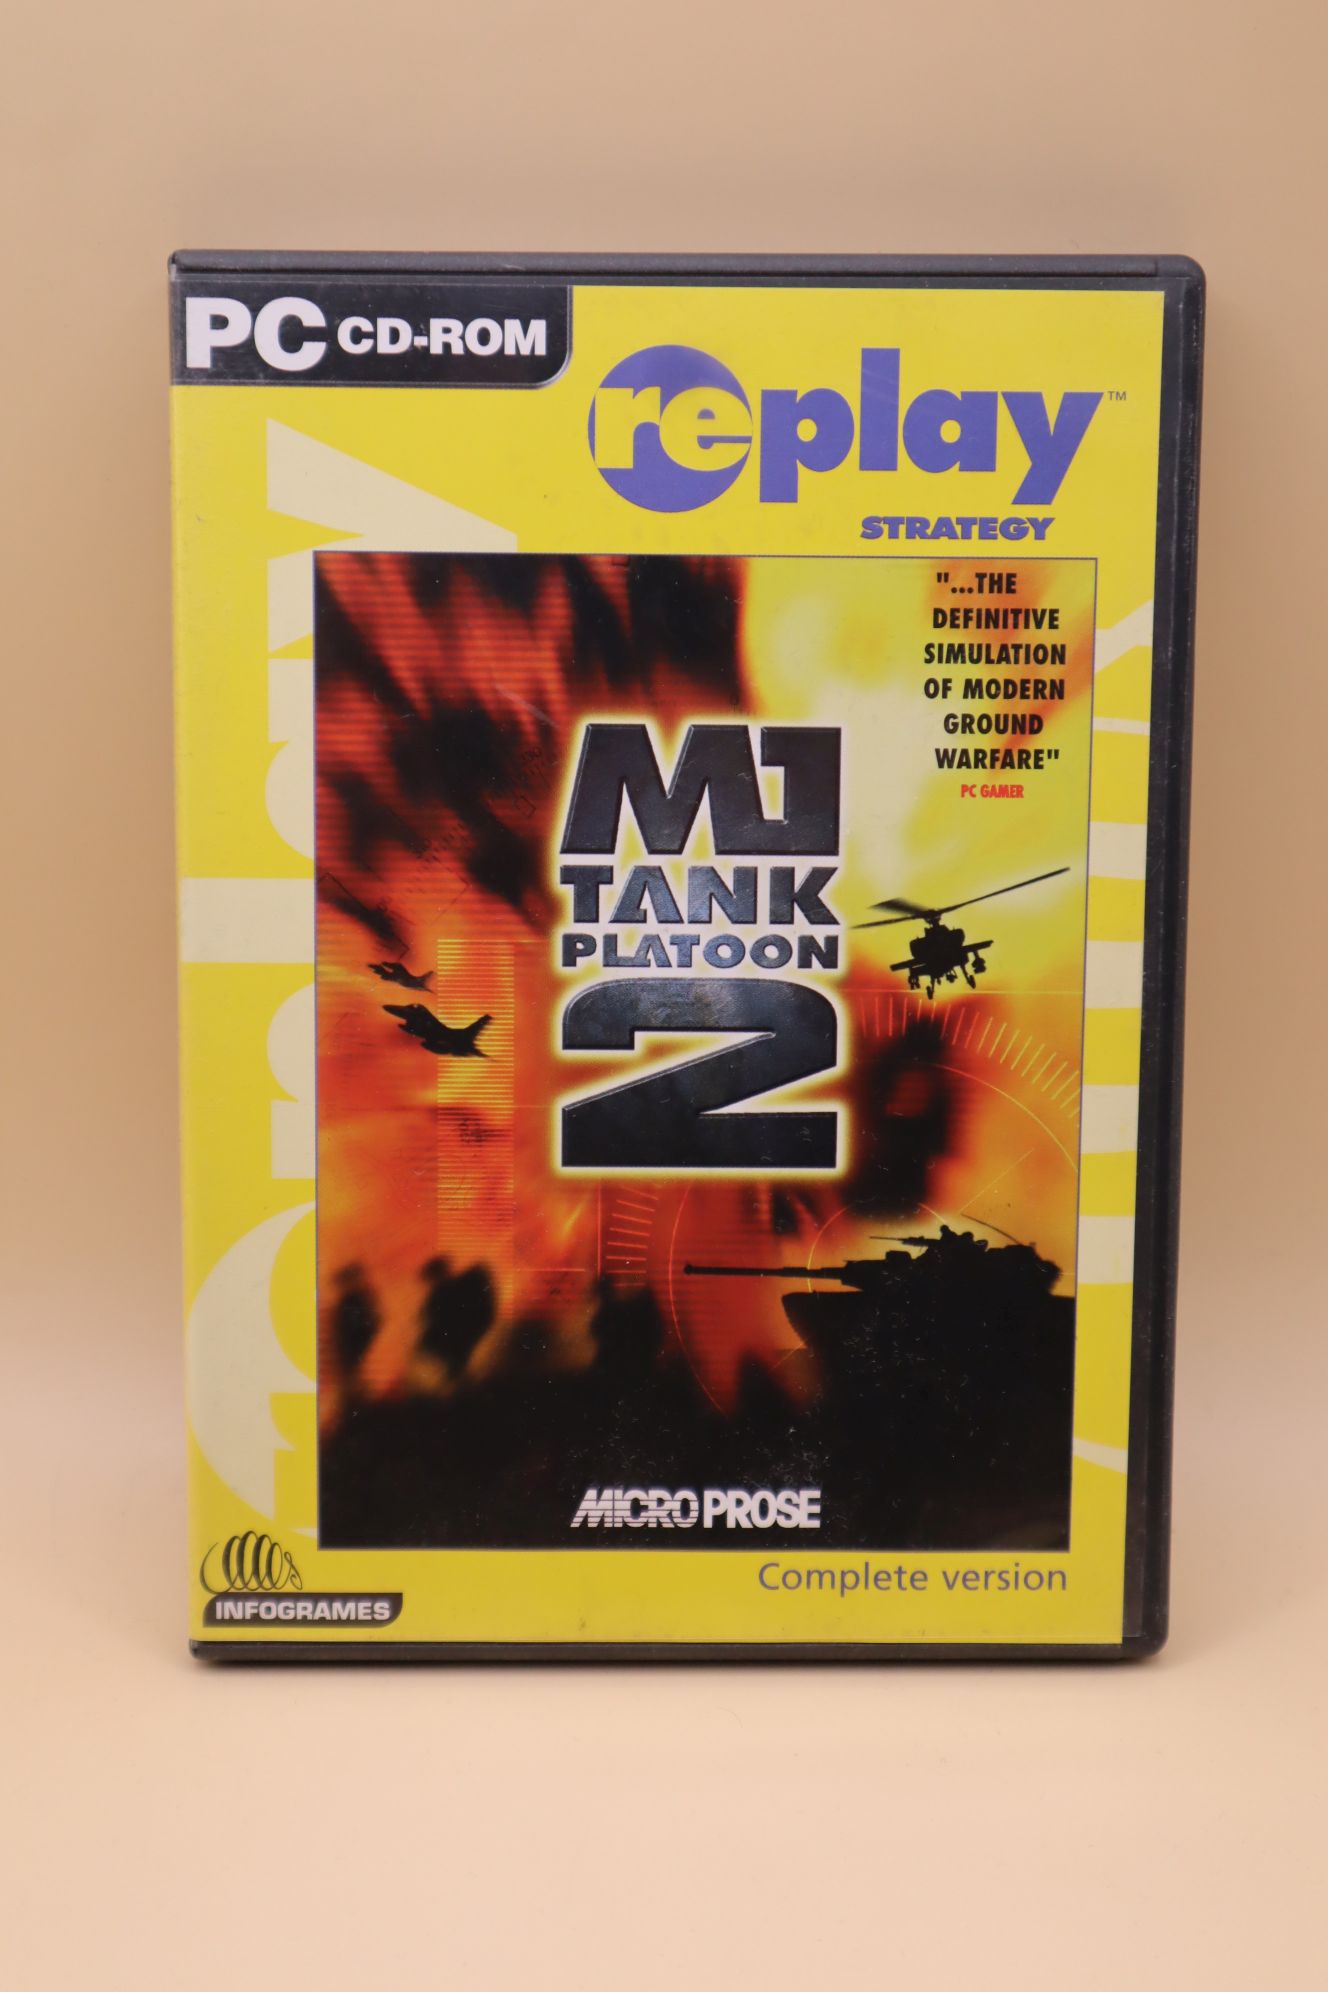 PC CD-ROM
replay™
STRATEGY
"...THE
DEFINITIVE
SIMULATION
OF MODERN
GROUND
WARFARE"
PC GAMER
M1
TANK
PLATOON
2
MICROPROSE
Complete version
INFOGRAMES